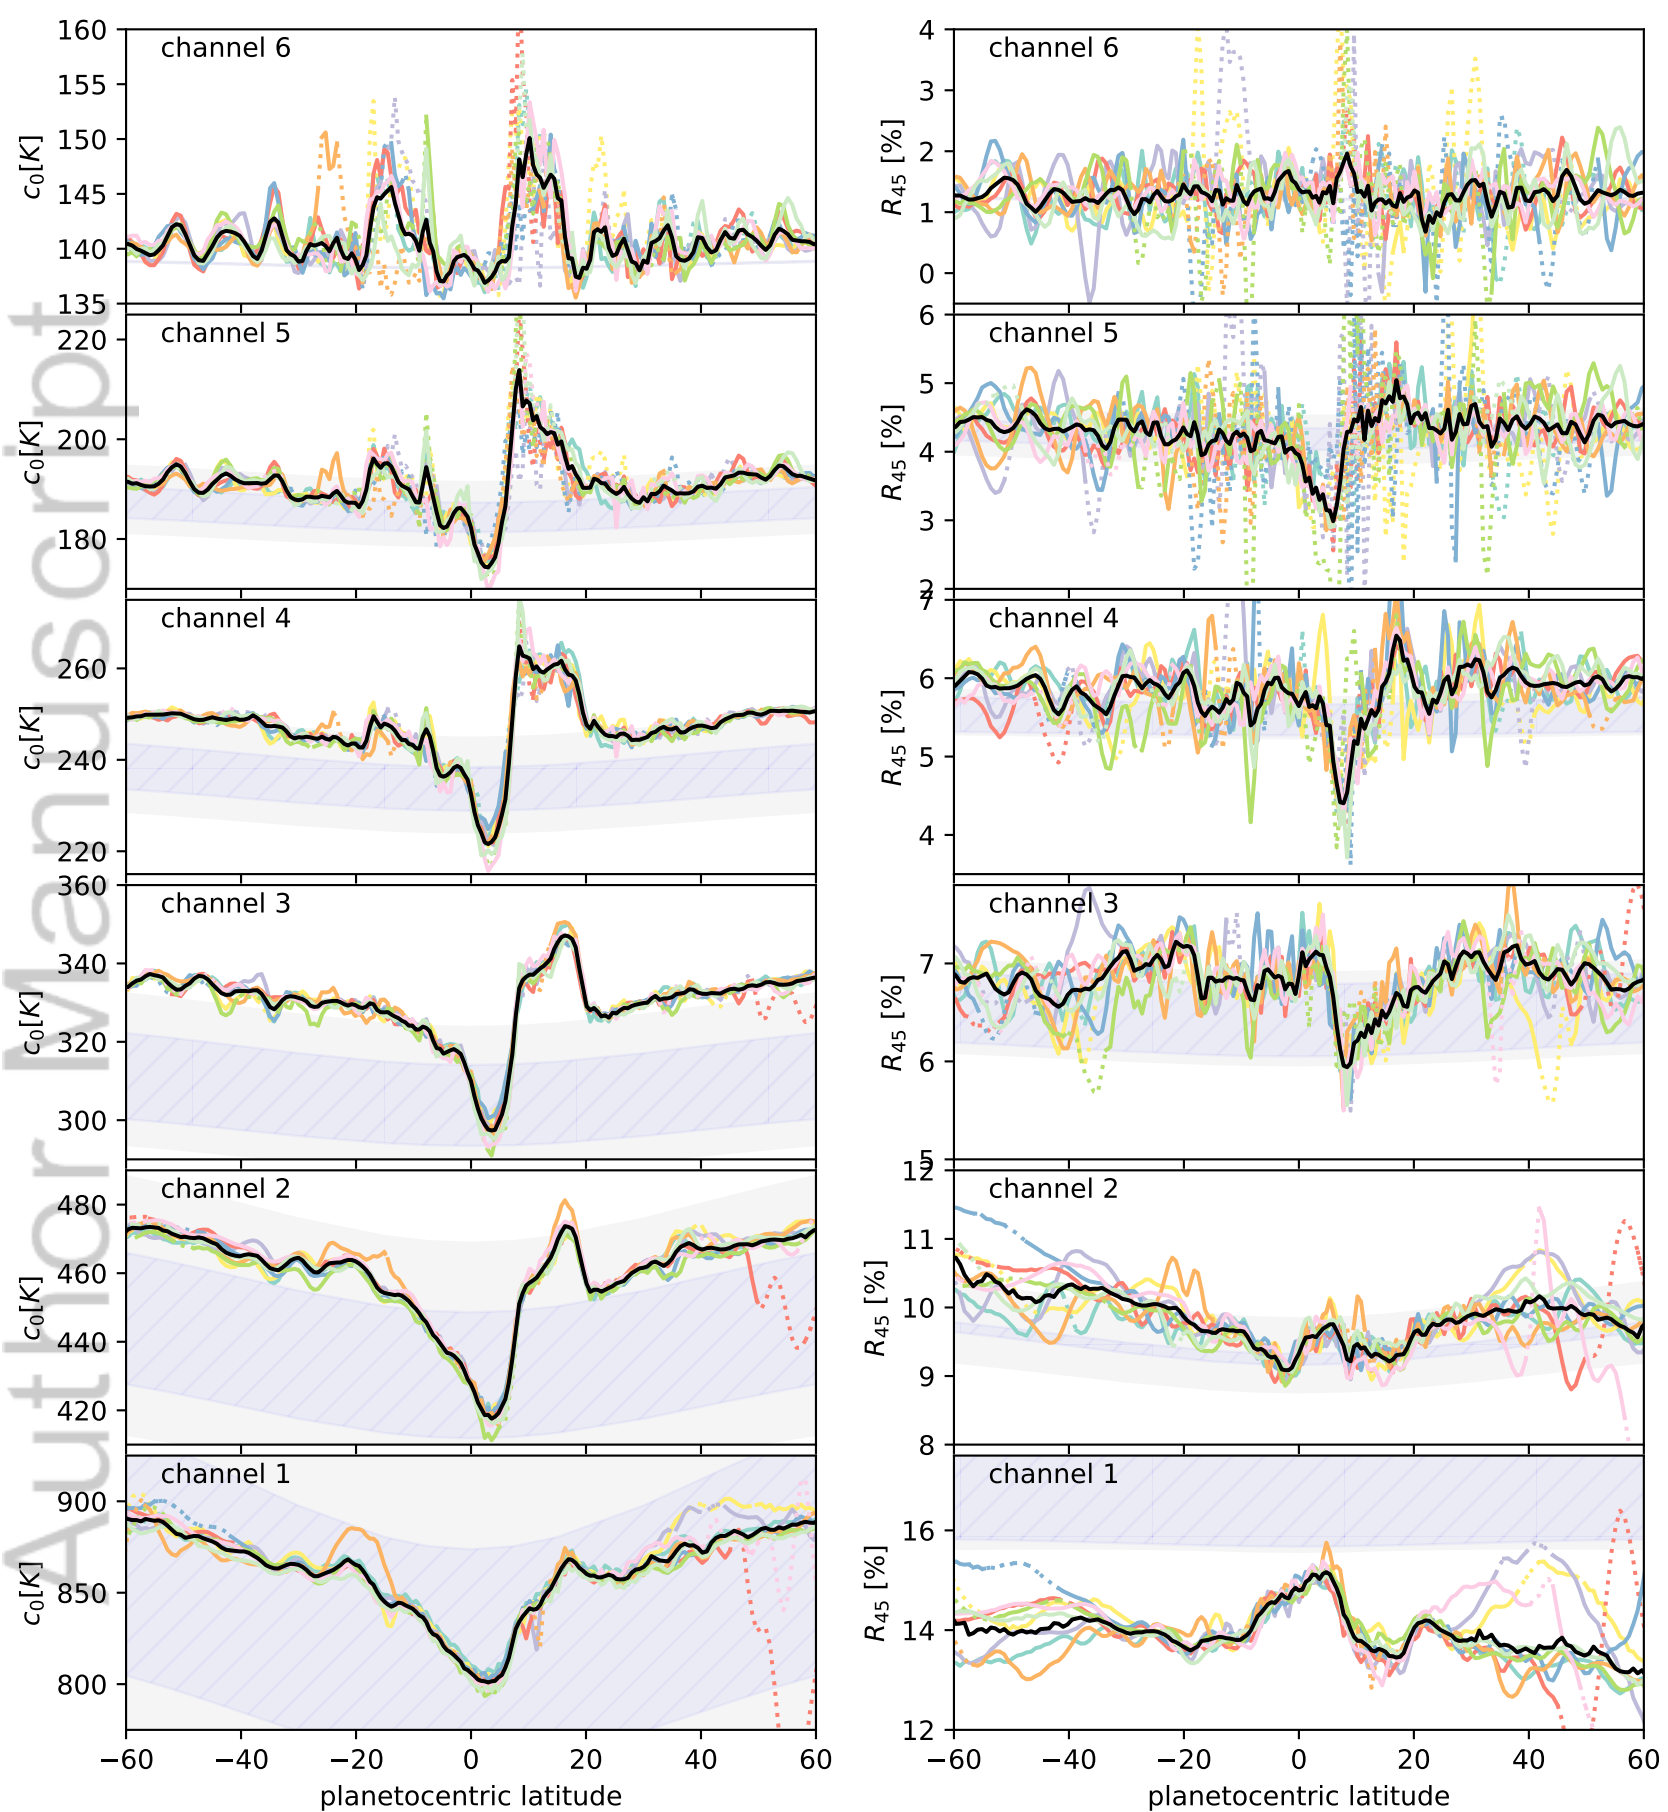 Author Manuscript
channel 6
160
155
150
145
140
135
c₀[K]
channel 6
4
3
2
1
0
R₄₅ [%]
channel 5
220
200
180
c₀[K]
channel 5
6
5
4
3
2
R₄₅ [%]
channel 4
260
240
220
c₀[K]
channel 4
7
6
5
4
R₄₅ [%]
channel 3
360
340
320
300
c₀[K]
channel 3
7
6
5
R₄₅ [%]
channel 2
480
460
440
420
c₀[K]
channel 2
12
11
10
9
8
R₄₅ [%]
channel 1
900
850
800
c₀[K]
channel 1
16
14
12
R₄₅ [%]
−60 −40 −20 0 20 40 60
planetocentric latitude
−60 −40 −20 0 20 40 60
planetocentric latitude